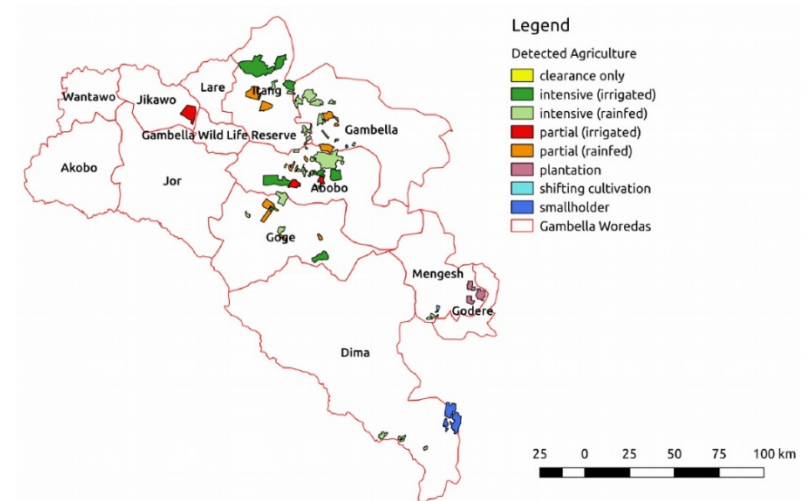 Legend
Detected Agriculture
clearance only
intensive (irrigated)
intensive (rainfed)
partial (irrigated)
partial (rainfed)
plantation
shifting cultivation
smallholder
Gambella Woredas
Lare
Itang
Wantawo
Jikawo
Gambella Wild Life Reserve
Gambella
Akobo
Jor
Abobo
Goge
Mengesh
Godere
Dima
25 0 25 50 75 100 km